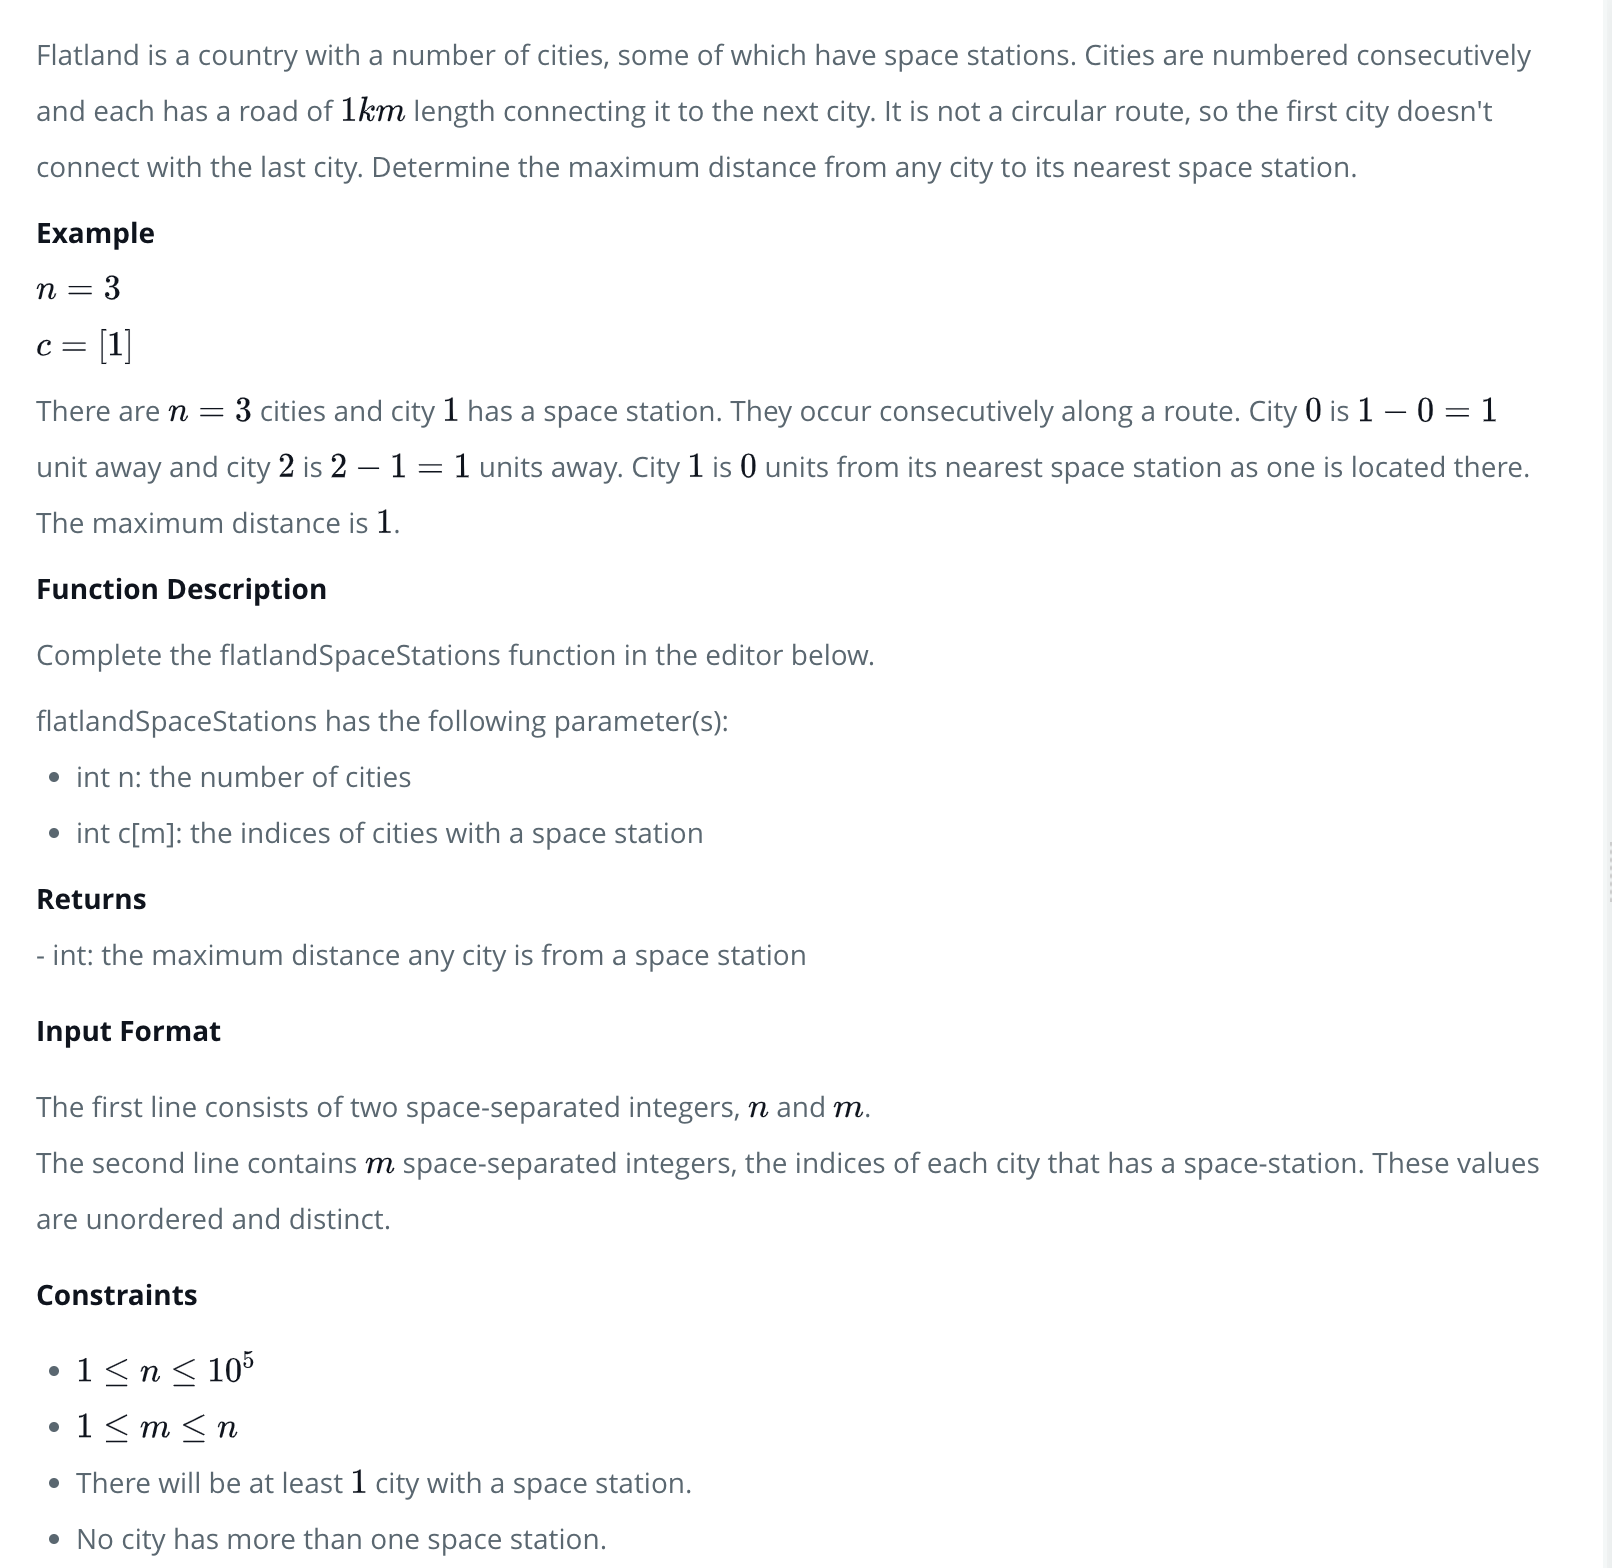 Flatland is a country with a number of cities, some of which have space stations. Cities are numbered consecutively
and each has a road of 1km length connecting it to the next city. It is not a circular route, so the first city doesn't
connect with the last city. Determine the maximum distance from any city to its nearest space station.
Example
n = 3
c = [1]
There are n = 3 cities and city 1 has a space station. They occur consecutively along a route. City 0 is 1 − 0 = 1
unit away and city 2 is 2 − 1 = 1 units away. City 1 is 0 units from its nearest space station as one is located there.
The maximum distance is 1.
Function Description
Complete the flatlandSpaceStations function in the editor below.
flatlandSpaceStations has the following parameter(s):
• int n: the number of cities
• int c[m]: the indices of cities with a space station
Returns
- int: the maximum distance any city is from a space station
Input Format
The first line consists of two space-separated integers, n and m.
The second line contains m space-separated integers, the indices of each city that has a space-station. These values
are unordered and distinct.
Constraints
• 1 ≤ n ≤ 10⁵
• 1 ≤ m ≤ n
• There will be at least 1 city with a space station.
• No city has more than one space station.